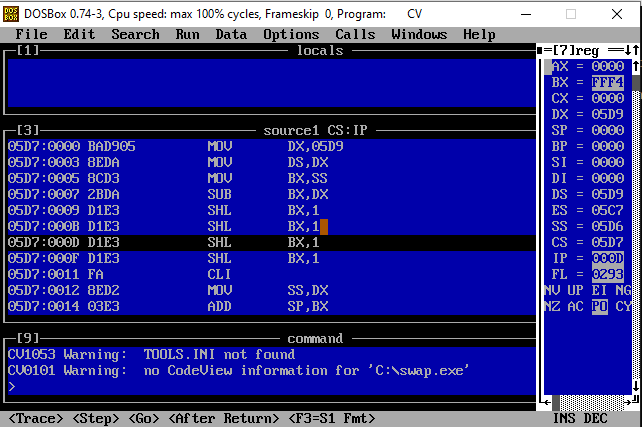 DOSBox 0.74-3, Cpu speed: max 100% cycles, Frameskip 0, Program: CV
File Edit Search Run Data Options Calls Windows Help
[1] locals
[7]reg
AX = 0000
BX = FFF4
CX = 0000
DX = 05D9
SP = 0000
BP = 0000
SI = 0000
DI = 0000
DS = 05D9
ES = 05C7
SS = 05D6
CS = 05D7
IP = 000D
FL = 0293
NV UP EI NG
NZ AC PO CY
[3] source1 CS:IP
05D7:0000 BAD905 MOV DX,05D9
05D7:0003 8EDA MOV DS,DX
05D7:0005 8CD3 MOV BX,SS
05D7:0007 2BDA SUB BX,DX
05D7:0009 D1E3 SHL BX,1
05D7:000B D1E3 SHL BX,1
05D7:000D D1E3 SHL BX,1
05D7:000F D1E3 SHL BX,1
05D7:0011 FA CLI
05D7:0012 8ED2 MOV SS,DX
05D7:0014 03E3 ADD SP,BX
[9] command
CV1053 Warning: TOOLS.INI not found
CV0101 Warning: no CodeView information for 'C:\swap.exe'
>
<Trace> <Step> <Go> <After Return> <F3=S1 Fmt> INS DEC